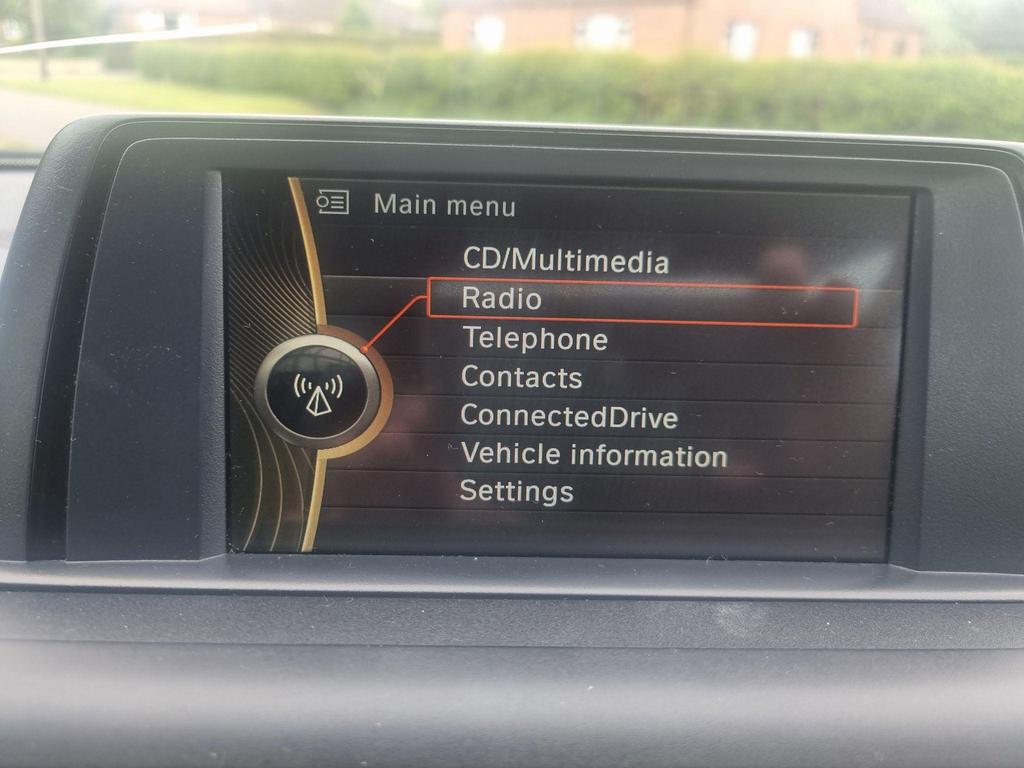 Main menu
CD/Multimedia
Radio
Telephone
Contacts
ConnectedDrive
Vehicle information
Settings